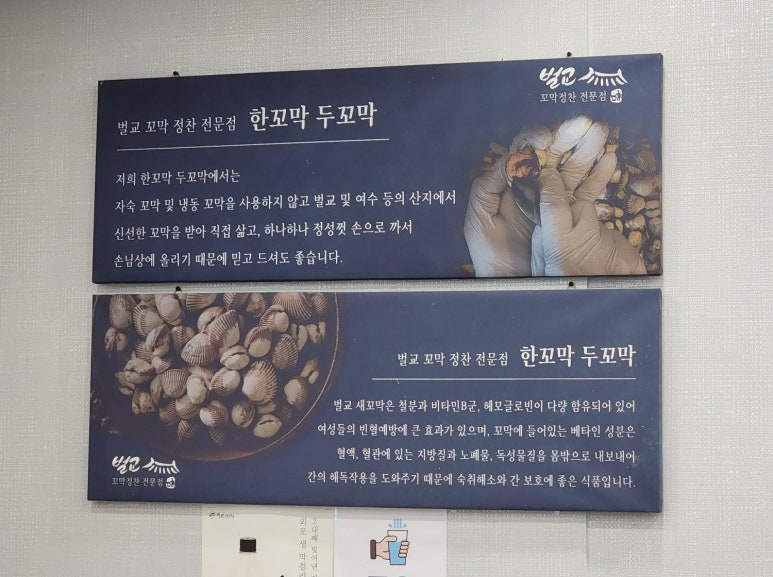 벌교
꼬막정찬 전문점
벌교 꼬막 정찬 전문점 한꼬막 두꼬막
저희 한꼬막 두꼬막에서는
자숙 꼬막 및 냉동 꼬막을 사용하지 않고 벌교 및 여수 등의 산지에서
신선한 꼬막을 받아 직접 삶고, 하나하나 정성껏 손으로 까서
손님상에 올리기 때문에 믿고 드셔도 좋습니다.
벌교 꼬막 정찬 전문점 한꼬막 두꼬막
벌교 새꼬막은 철분과 비타민B군, 헤모글로빈이 다량 함유되어 있어
여성들의 빈혈예방에 큰 효과가 있으며, 꼬막에 들어있는 베타인 성분은
혈액, 혈관에 있는 지방질과 노폐물, 독성물질을 몸밖으로 내보내어
간의 해독작용을 도와주기 때문에 숙취해소와 간 보호에 좋은 식품입니다.
벌교
꼬막정찬 전문점
2대째 빚어낸
외포 생 막걸리